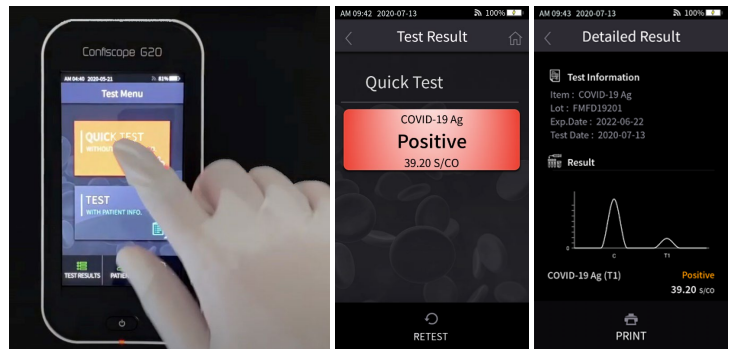 Confiscope G20
AM 04:40 2020-05-21 81%
Test Menu
QUICK TEST
WITHOUT
TEST
WITH PATIENT INFO.
TEST RESULTS
AM 09:42 2020-07-13 100%
Test Result
Quick Test
COVID-19 Ag
Positive
39.20 S/CO
RETEST
AM 09:43 2020-07-13 100%
Detailed Result
Test Information
Item : COVID-19 Ag
Lot : FMFD19201
Exp.Date : 2022-06-22
Test Date : 2020-07-13
Result
0
C T1
COVID-19 Ag (T1) Positive
39.20 S/CO
PRINT